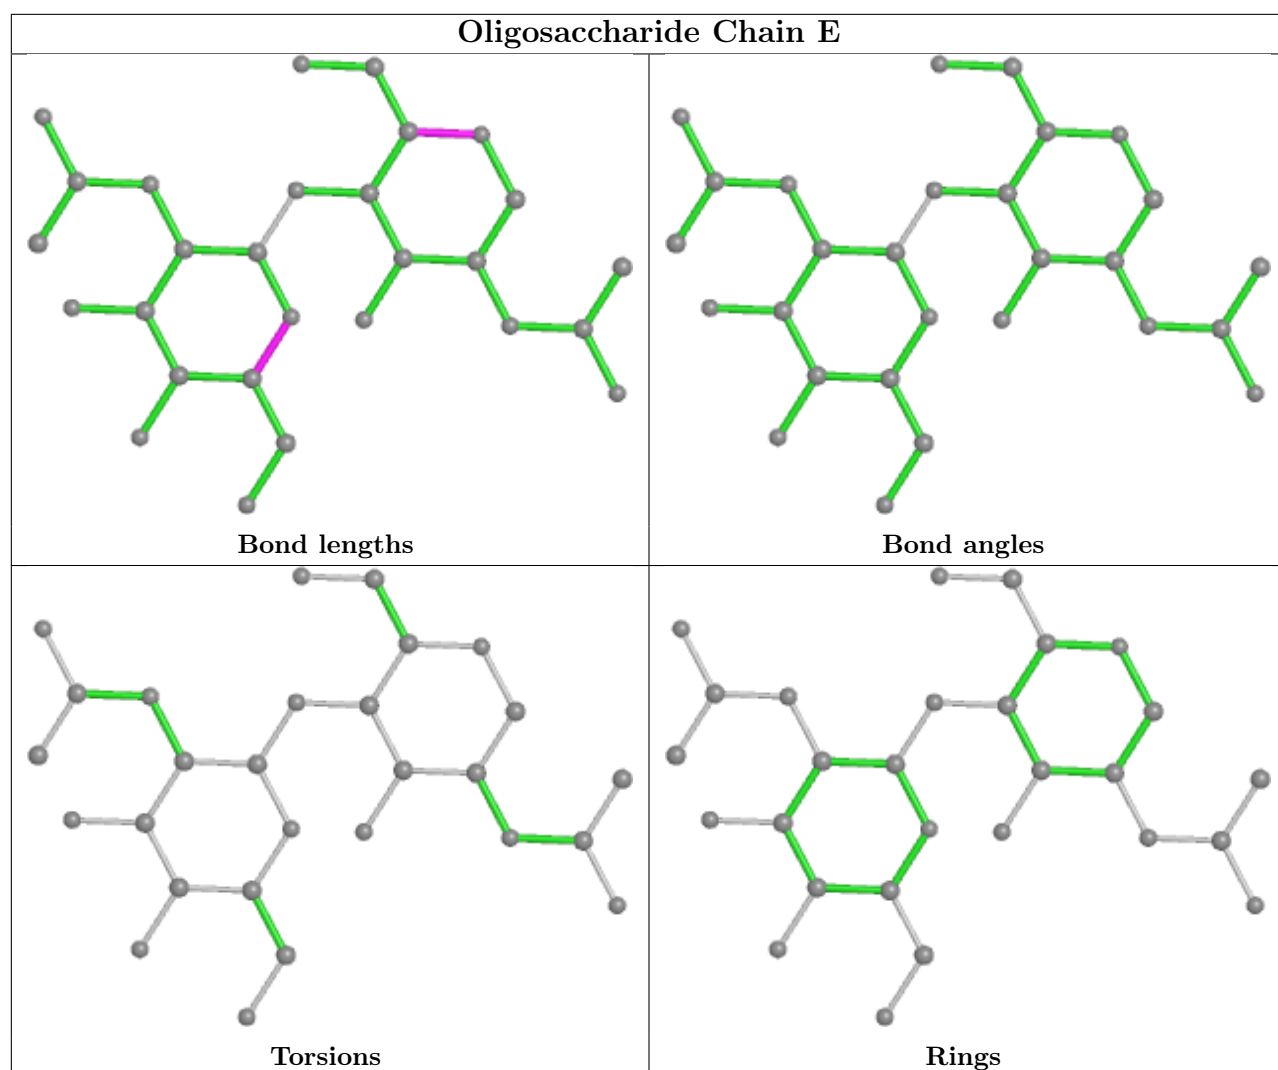 Oligosaccharide Chain E
Bond lengths
Bond angles
Torsions
Rings